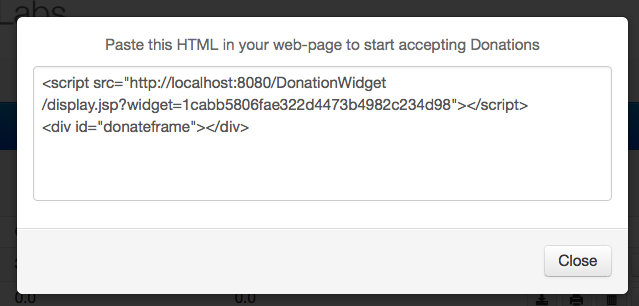 Labs
Paste this HTML in your web-page to start accepting Donations
<script src="http://localhost:8080/DonationWidget
/display.jsp?widget=1cabb5806fae322d4473b4982c234d98"></script>
<div id="donateframe"></div>
Close
0.0 0.0